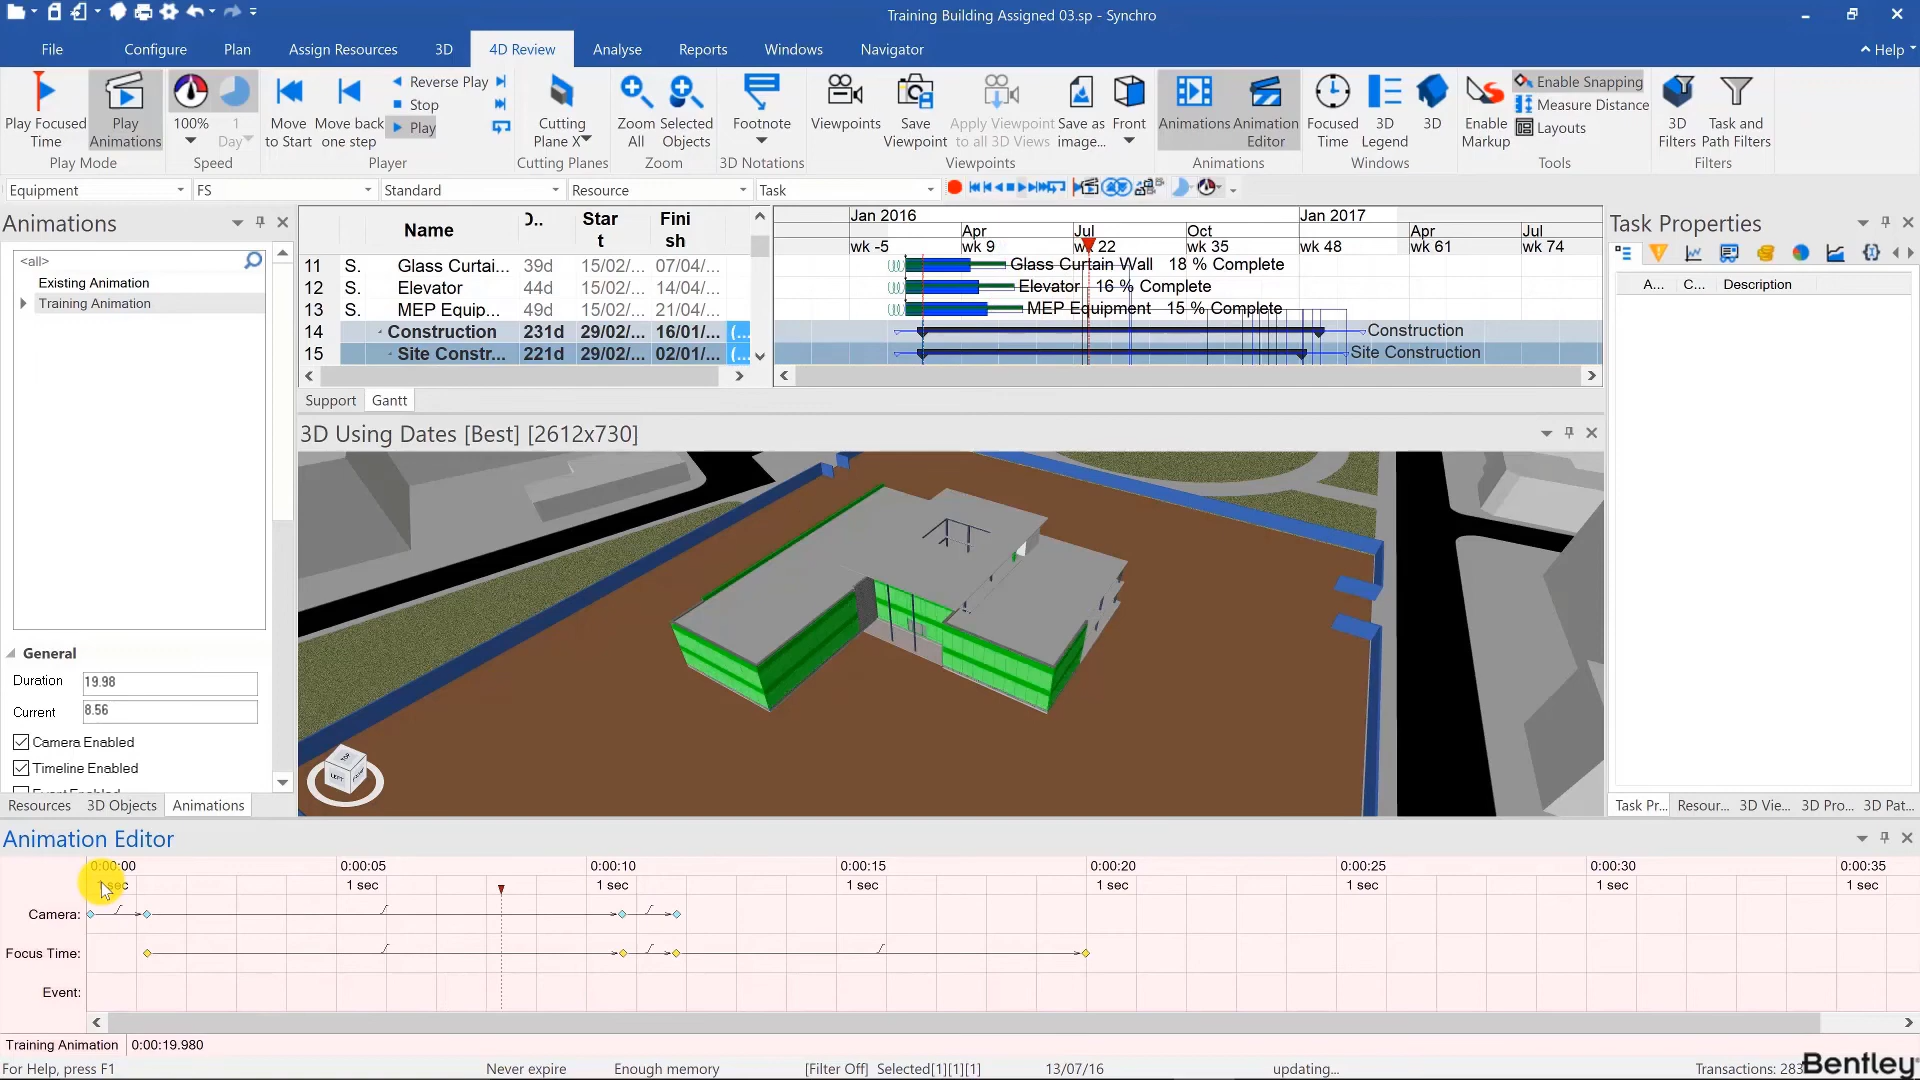 Training Building Assigned 03.sp - Synchro
File Configure Plan Assign Resources 3D 4D Review Analyse Reports Windows Navigator Help
Reverse Play
Stop
Play
Enable Snapping
Measure Distance
Layouts
Play Focused Time
Play Animations
100%
1 Day
Move to Start
Move back one step
Cutting Plane X
Zoom All
Selected Objects
Footnote
Viewpoints
Save Viewpoint
Apply Viewpoint to all 3D Views
Save as image...
Front
Animations
Animation Editor
Focused Time
3D Legend
3D
Enable Markup
3D Filters
Task and Path Filters
Play Mode Speed Player Cutting Planes Zoom 3D Notations Viewpoints Animations Windows Tools Filters
Equipment FS Standard Resource Task
Animations
<all>
Existing Animation
Training Animation
General
Duration 19.98
Current 8.56
Camera Enabled
Timeline Enabled
Resources 3D Objects Animations
Name Start Finish
11 S. Glass Curtai... 39d 15/02/... 07/04/...
12 S. Elevator 44d 15/02/... 14/04/...
13 S. MEP Equip... 49d 15/02/... 21/04/...
14 Construction 231d 29/02/... 16/01/... (...
15 Site Constr... 221d 29/02/... 02/01/... (...
Support Gantt
Jan 2016 Jan 2017
Apr Jul Oct Apr Jul
wk -5 wk 9 wk 22 wk 35 wk 48 wk 61 wk 74
Glass Curtain Wall 18 % Complete
Elevator 16 % Complete
MEP Equipment 15 % Complete
Construction
Site Construction
3D Using Dates [Best] [2612x730]
TOP
LEFT
Task Properties
A... C... Description
Task Pr... Resour... 3D Vie... 3D Pro... 3D Pat...
Animation Editor
0:00:00 0:00:05 0:00:10 0:00:15 0:00:20 0:00:25 0:00:30 0:00:35
1 sec 1 sec 1 sec 1 sec 1 sec 1 sec 1 sec 1 sec
Camera:
Focus Time:
Event:
Training Animation 0:00:19.980
For Help, press F1 Never expire Enough memory [Filter Off] Selected[1][1][1] 13/07/16 updating... Transactions: 283
Bentley